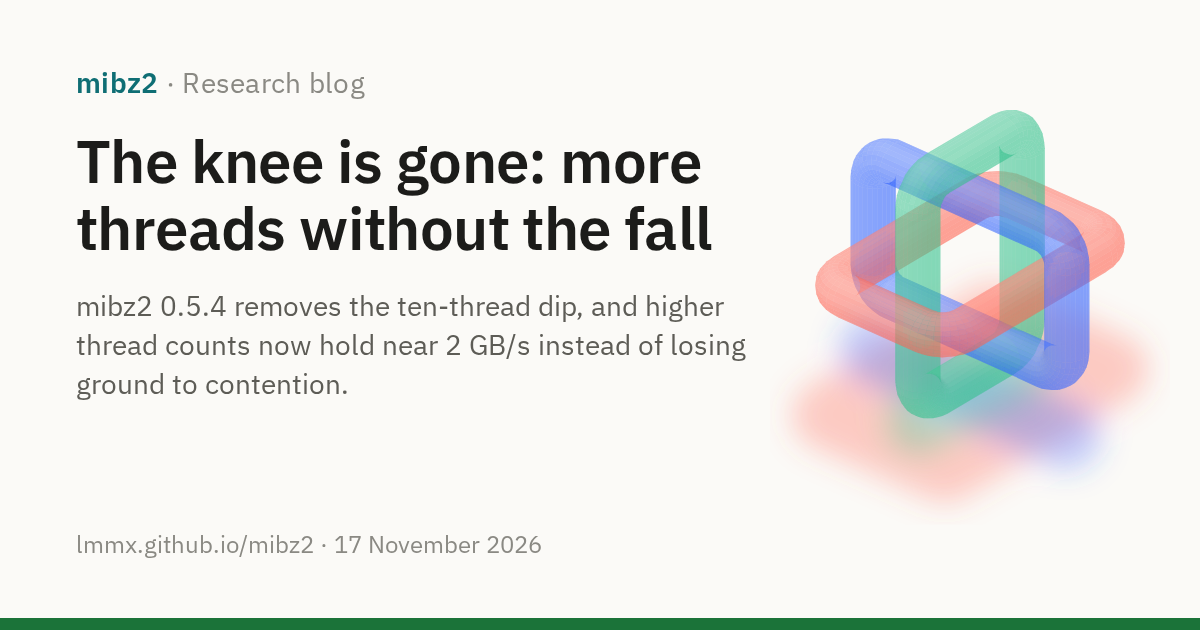 mibz2 · Research blog
The knee is gone: more
threads without the fall
mibz2 0.5.4 removes the ten-thread dip, and higher
thread counts now hold near 2 GB/s instead of losing
ground to contention.
lmmx.github.io/mibz2 · 17 November 2026